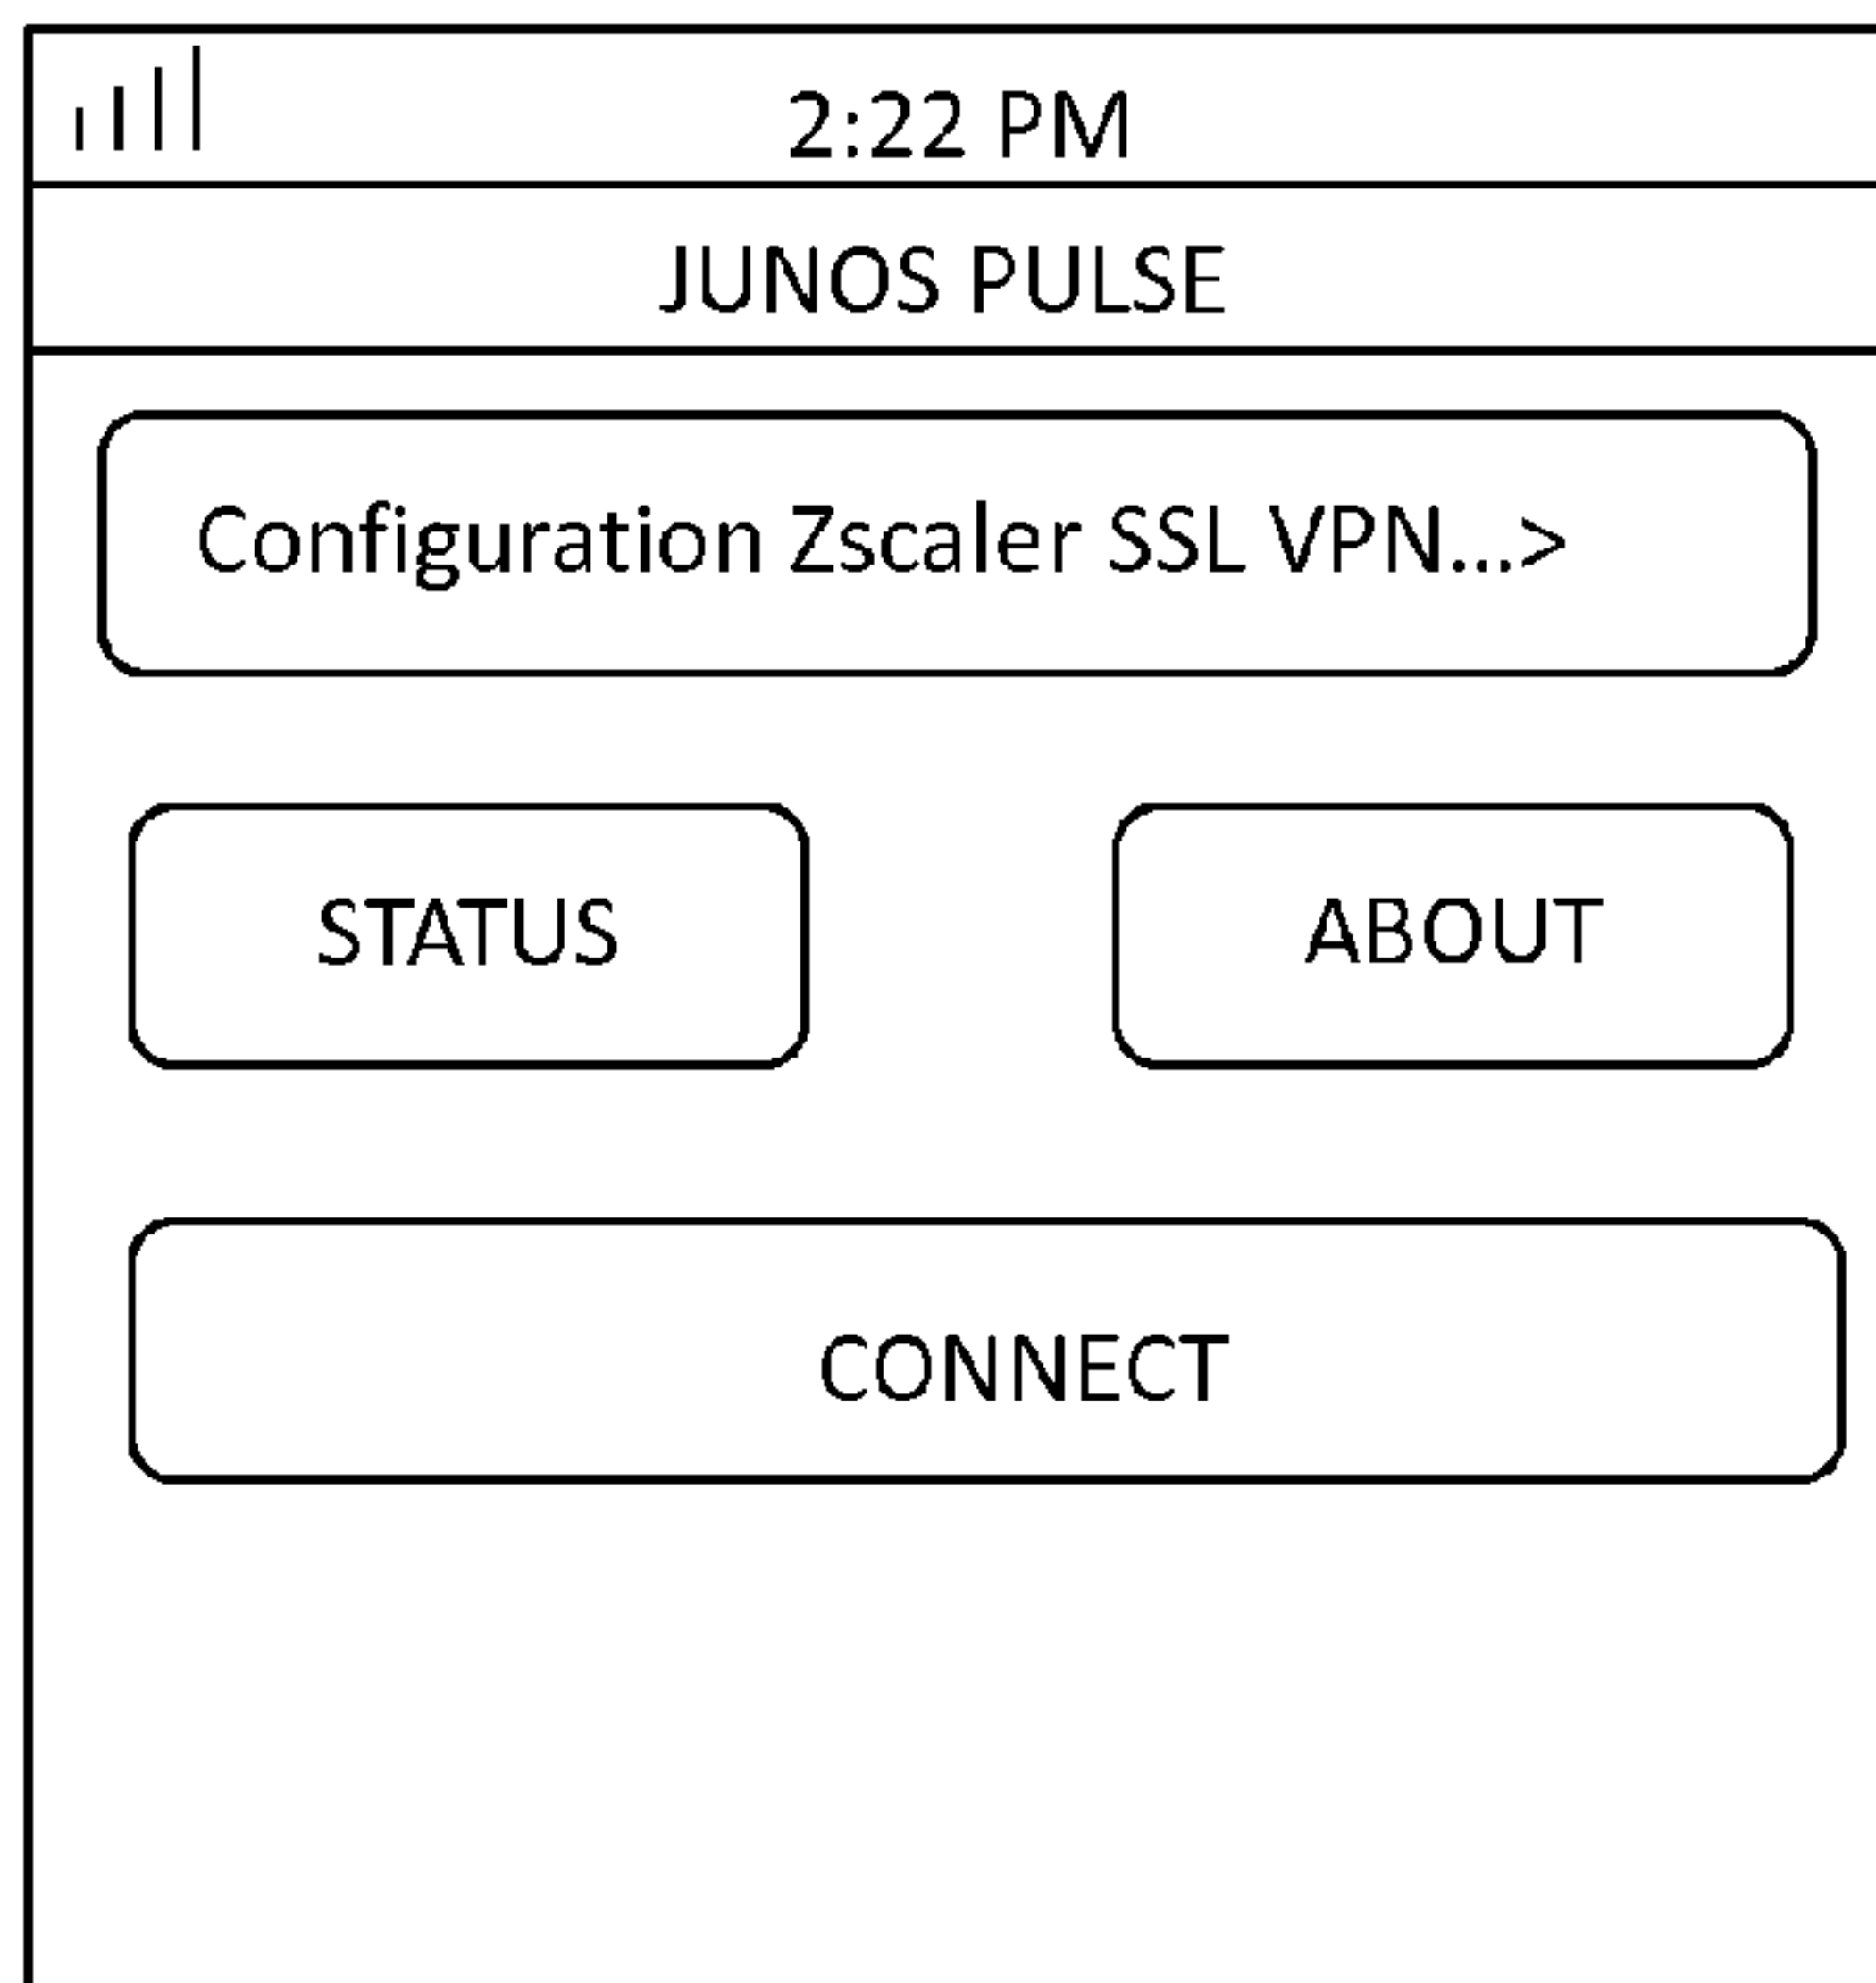 2:22 PM
JUNOS PULSE
Configuration Zscaler SSL VPN...>
STATUS
ABOUT
CONNECT